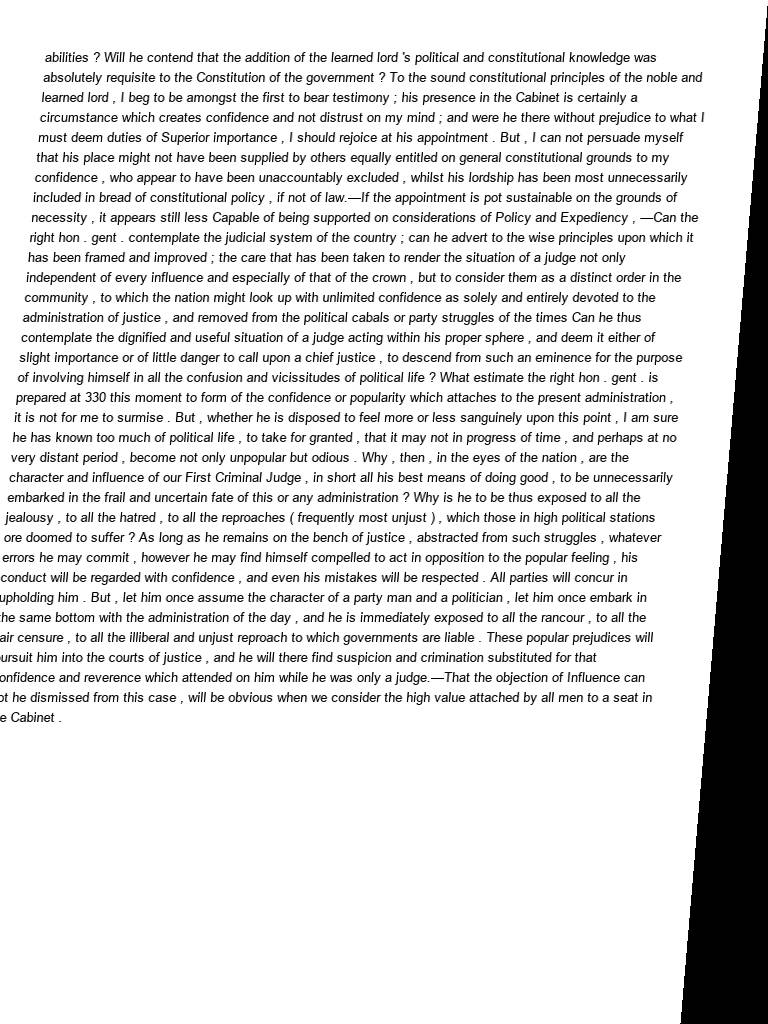 abilities ? Will he contend that the addition of the learned lord 's political and constitutional knowledge was
absolutely requisite to the Constitution of the government ? To the sound constitutional principles of the noble and
learned lord , I beg to be amongst the first to bear testimony ; his presence in the Cabinet is certainly a
circumstance which creates confidence and not distrust on my mind ; and were he there without prejudice to what I
must deem duties of Superior importance , I should rejoice at his appointment . But , I can not persuade myself
that his place might not have been supplied by others equally entitled on general constitutional grounds to my
confidence , who appear to have been unaccountably excluded , whilst his lordship has been most unnecessarily
included in bread of constitutional policy , if not of law.—If the appointment is pot sustainable on the grounds of
necessity , it appears still less Capable of being supported on considerations of Policy and Expediency , —Can the
right hon . gent . contemplate the judicial system of the country ; can he advert to the wise principles upon which it
has been framed and improved ; the care that has been taken to render the situation of a judge not only
independent of every influence and especially of that of the crown , but to consider them as a distinct order in the
community , to which the nation might look up with unlimited confidence as solely and entirely devoted to the
administration of justice , and removed from the political cabals or party struggles of the times Can he thus
contemplate the dignified and useful situation of a judge acting within his proper sphere , and deem it either of
slight importance or of little danger to call upon a chief justice , to descend from such an eminence for the purpose
of involving himself in all the confusion and vicissitudes of political life ? What estimate the right hon . gent . is
prepared at 330 this moment to form of the confidence or popularity which attaches to the present administration ,
it is not for me to surmise . But , whether he is disposed to feel more or less sanguinely upon this point , I am sure
he has known too much of political life , to take for granted , that it may not in progress of time , and perhaps at no
very distant period , become not only unpopular but odious . Why , then , in the eyes of the nation , are the
character and influence of our First Criminal Judge , in short all his best means of doing good , to be unnecessarily
embarked in the frail and uncertain fate of this or any administration ? Why is he to be thus exposed to all the
jealousy , to all the hatred , to all the reproaches ( frequently most unjust ) , which those in high political stations
ore doomed to suffer ? As long as he remains on the bench of justice , abstracted from such struggles , whatever
errors he may commit , however he may find himself compelled to act in opposition to the popular feeling , his
conduct will be regarded with confidence , and even his mistakes will be respected . All parties will concur in
upholding him . But , let him once assume the character of a party man and a politician , let him once embark in
the same bottom with the administration of the day , and he is immediately exposed to all the rancour , to all the
air censure , to all the illiberal and unjust reproach to which governments are liable . These popular prejudices will
ursuit him into the courts of justice , and he will there find suspicion and crimination substituted for that
onfidence and reverence which attended on him while he was only a judge.—That the objection of Influence can
ot he dismissed from this case , will be obvious when we consider the high value attached by all men to a seat in
e Cabinet .